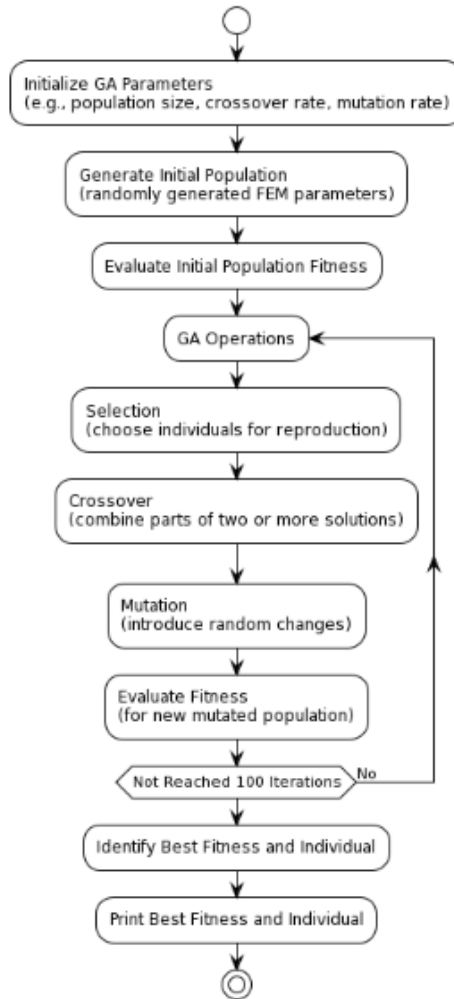 Initialize GA Parameters
(e.g., population size, crossover rate, mutation rate)
Generate Initial Population
(randomly generated FEM parameters)
Evaluate Initial Population Fitness
GA Operations
Selection
(choose individuals for reproduction)
Crossover
(combine parts of two or more solutions)
Mutation
(introduce random changes)
Evaluate Fitness
(for new mutated population)
Not Reached 100 Iterations
No
Identify Best Fitness and Individual
Print Best Fitness and Individual